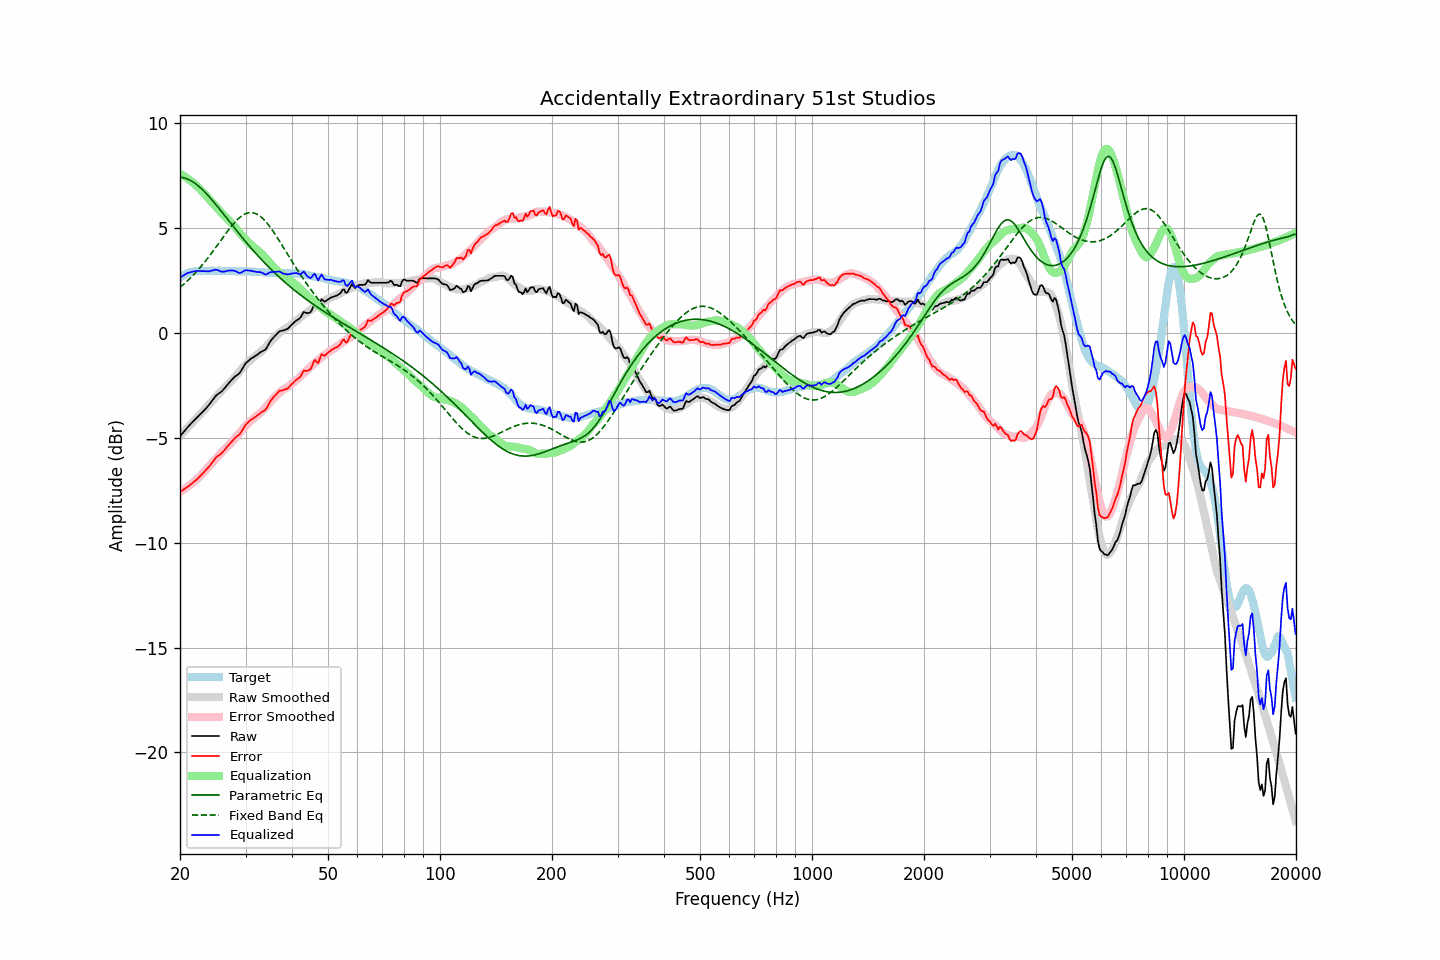 Accidentally Extraordinary 51st Studios
10
5
0
−5
−10
−15
−20
Amplitude (dBr)
Target
Raw Smoothed
Error Smoothed
Raw
Error
Equalization
Parametric Eq
Fixed Band Eq
Equalized
20 50 100 200 500 1000 2000 5000 10000 20000
Frequency (Hz)